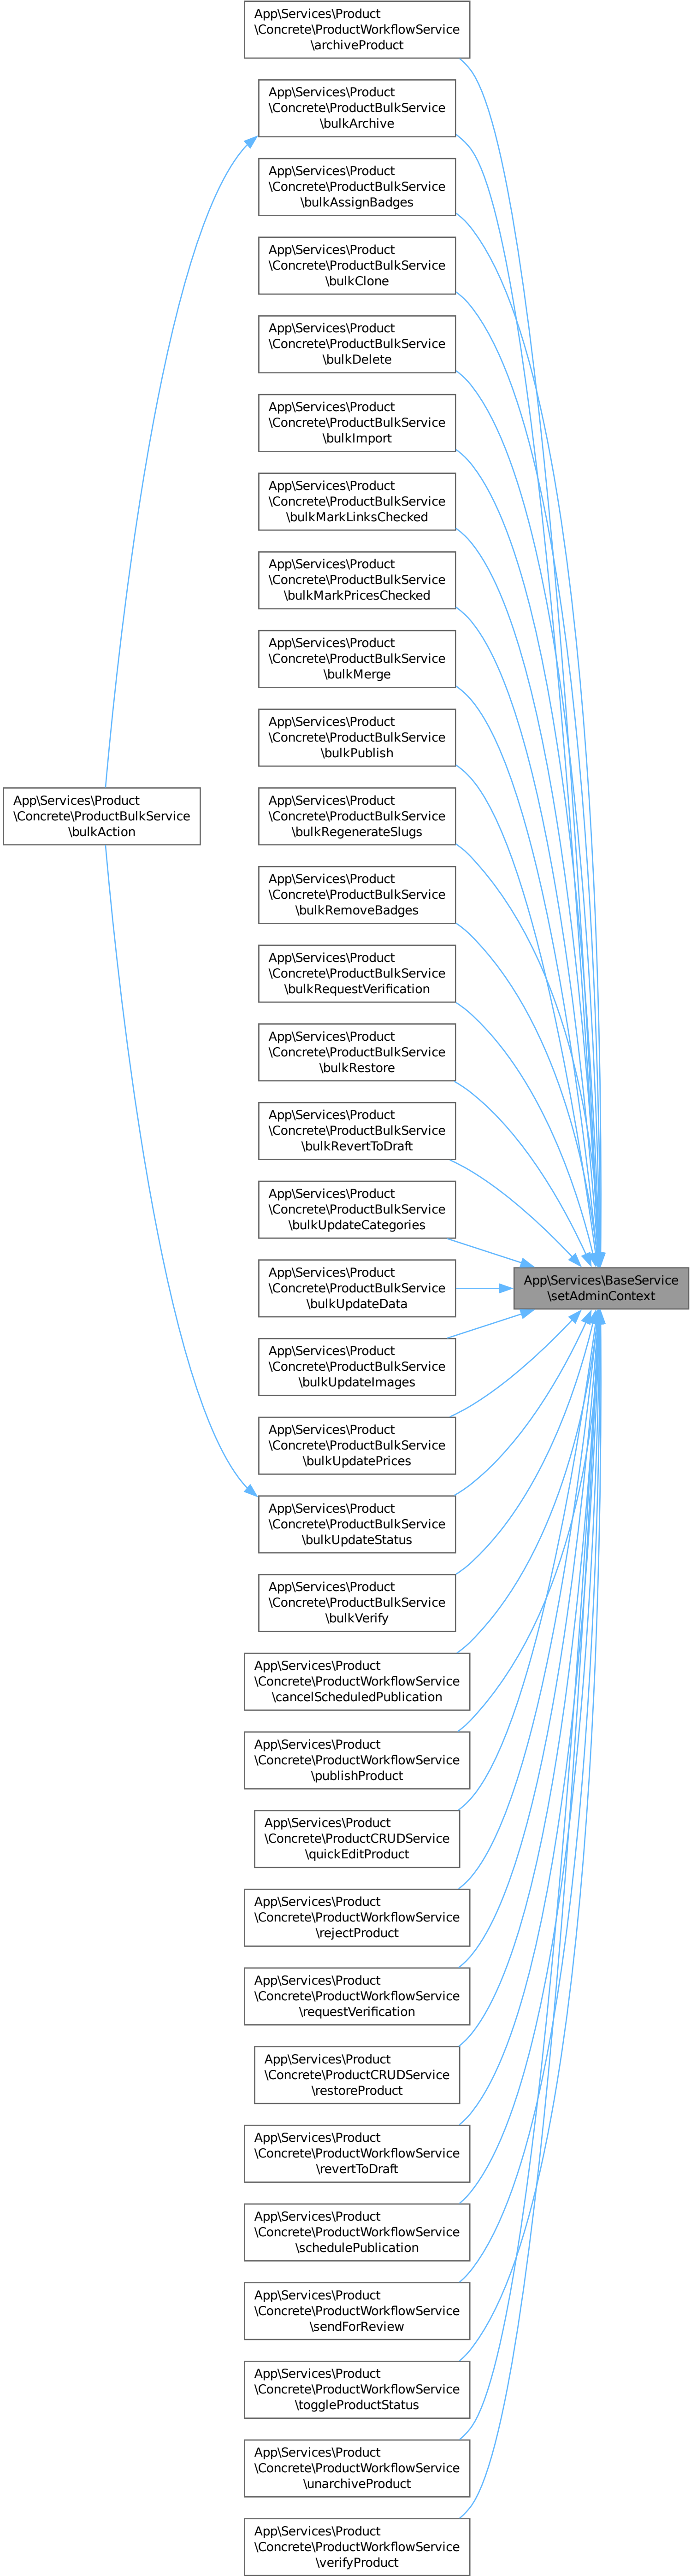 App\Services\Product
\Concrete\ProductWorkflowService
\archiveProduct
App\Services\Product
\Concrete\ProductBulkService
\bulkArchive
App\Services\Product
\Concrete\ProductBulkService
\bulkAssignBadges
App\Services\Product
\Concrete\ProductBulkService
\bulkClone
App\Services\Product
\Concrete\ProductBulkService
\bulkDelete
App\Services\Product
\Concrete\ProductBulkService
\bulkImport
App\Services\Product
\Concrete\ProductBulkService
\bulkMarkLinksChecked
App\Services\Product
\Concrete\ProductBulkService
\bulkMarkPricesChecked
App\Services\Product
\Concrete\ProductBulkService
\bulkMerge
App\Services\Product
\Concrete\ProductBulkService
\bulkPublish
App\Services\Product
\Concrete\ProductBulkService
\bulkAction
App\Services\Product
\Concrete\ProductBulkService
\bulkRegenerateSlugs
App\Services\Product
\Concrete\ProductBulkService
\bulkRemoveBadges
App\Services\Product
\Concrete\ProductBulkService
\bulkRequestVerification
App\Services\Product
\Concrete\ProductBulkService
\bulkRestore
App\Services\Product
\Concrete\ProductBulkService
\bulkRevertToDraft
App\Services\Product
\Concrete\ProductBulkService
\bulkUpdateCategories
App\Services\Product
\Concrete\ProductBulkService
\bulkUpdateData
App\Services\BaseService
\setAdminContext
App\Services\Product
\Concrete\ProductBulkService
\bulkUpdateImages
App\Services\Product
\Concrete\ProductBulkService
\bulkUpdatePrices
App\Services\Product
\Concrete\ProductBulkService
\bulkUpdateStatus
App\Services\Product
\Concrete\ProductBulkService
\bulkVerify
App\Services\Product
\Concrete\ProductWorkflowService
\cancelScheduledPublication
App\Services\Product
\Concrete\ProductWorkflowService
\publishProduct
App\Services\Product
\Concrete\ProductCRUDService
\quickEditProduct
App\Services\Product
\Concrete\ProductWorkflowService
\rejectProduct
App\Services\Product
\Concrete\ProductWorkflowService
\requestVerification
App\Services\Product
\Concrete\ProductCRUDService
\restoreProduct
App\Services\Product
\Concrete\ProductWorkflowService
\revertToDraft
App\Services\Product
\Concrete\ProductWorkflowService
\schedulePublication
App\Services\Product
\Concrete\ProductWorkflowService
\sendForReview
App\Services\Product
\Concrete\ProductWorkflowService
\toggleProductStatus
App\Services\Product
\Concrete\ProductWorkflowService
\unarchiveProduct
App\Services\Product
\Concrete\ProductWorkflowService
\verifyProduct